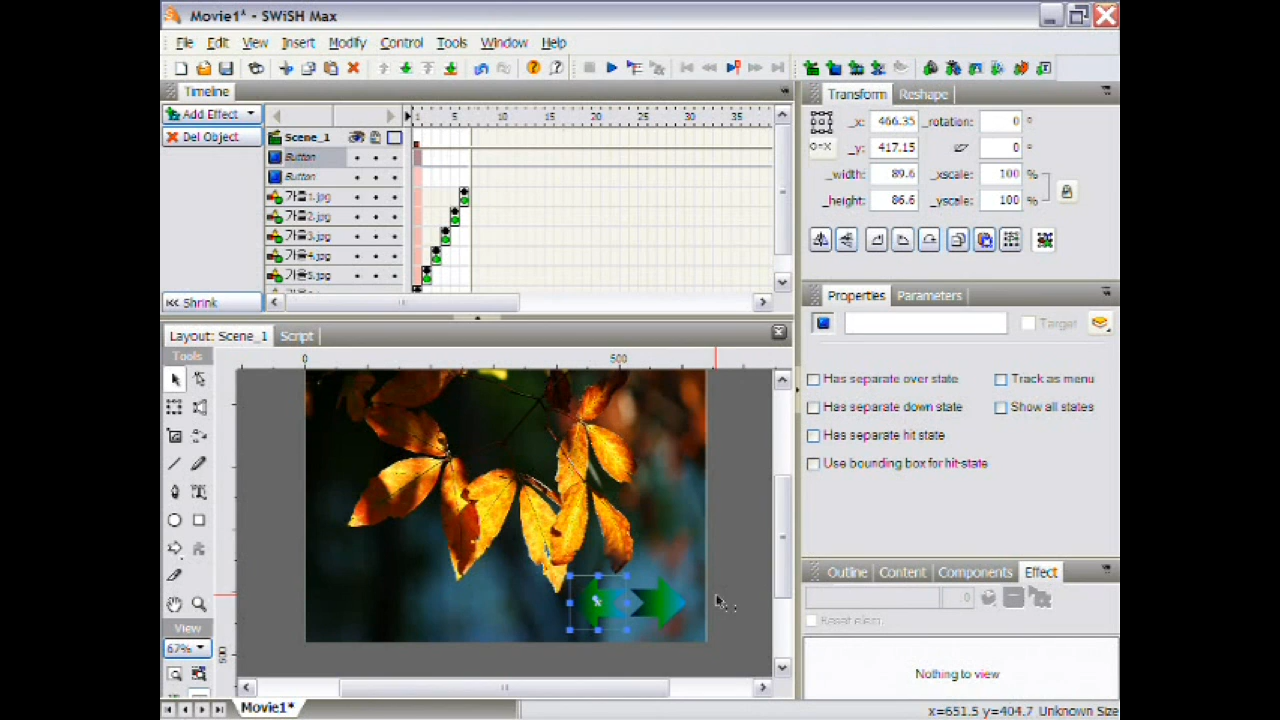 Movie1* - SWiSH Max
File Edit View Insert Modify Control Tools Window Help
Timeline
Add Effect
Del Object
1 5 10 15 20 25 30 35
Scene_1
Button
Button
가을1.jpg
가을2.jpg
가을3.jpg
가을4.jpg
가을5.jpg
Shrink
Transform Reshape
_x: 466.35 _rotation: 0 °
_y: 417.15 0 °
_width: 89.6 _xscale: 100 %
_height: 86.6 _yscale: 100 %
Properties Parameters
Target
Has separate over state Track as menu
Has separate down state Show all states
Has separate hit state
Use bounding box for hit-state
Layout: Scene_1 Script
Tools
0 500
View
67%
500
Outline Content Components Effect
0
Reset elem.
Nothing to view
Movie1*
x=651.5 y=404.7 Unknown Size